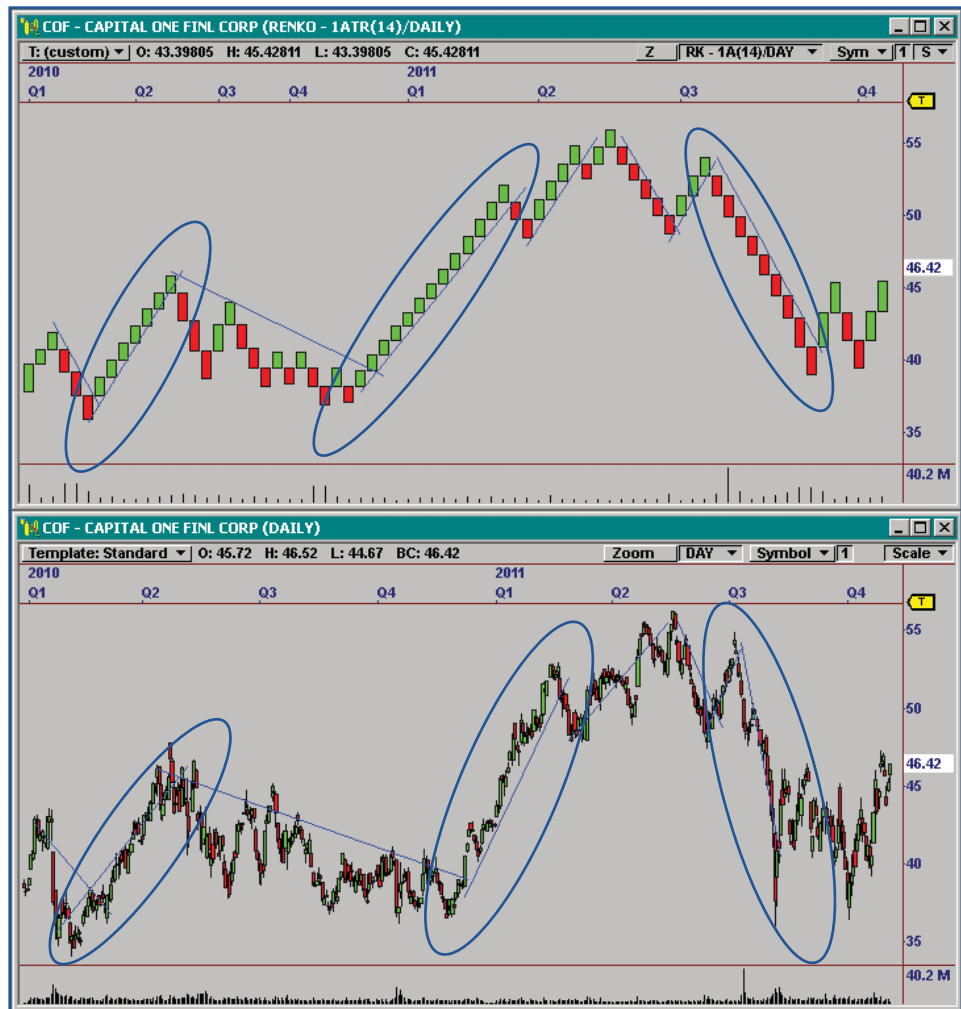 COF - CAPITAL ONE FINL CORP (RENKO - 1ATR(14)/DAILY)
T: (custom) O: 43.39805 H: 45.42811 L: 43.39805 C: 45.42811 Z RK - 1A(14)/DAY Sym 1 S
2010 2011
Q1 Q2 Q3 Q4 Q1 Q2 Q3 Q4
T
55
50
46.42
45
40
35
40.2 M
COF - CAPITAL ONE FINL CORP (DAILY)
Template: Standard O: 45.72 H: 46.52 L: 44.67 BC: 46.42 Zoom DAY Symbol 1 Scale
2010 2011
Q1 Q2 Q3 Q4 Q1 Q2 Q3 Q4
T
55
50
46.42
45
40
35
40.2 M